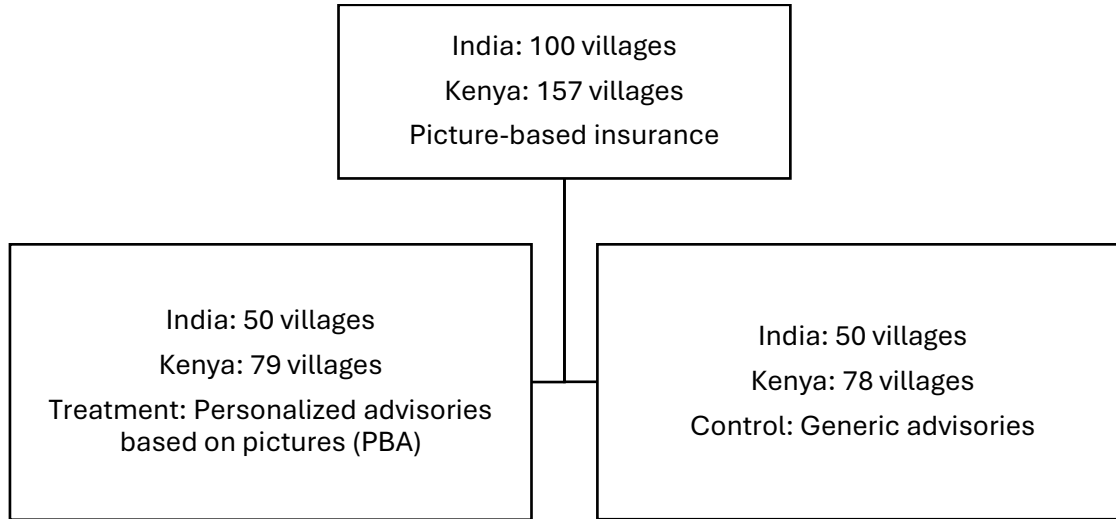 India: 100 villages
Kenya: 157 villages
Picture-based insurance
India: 50 villages
Kenya: 79 villages
Treatment: Personalized advisories
based on pictures (PBA)
India: 50 villages
Kenya: 78 villages
Control: Generic advisories